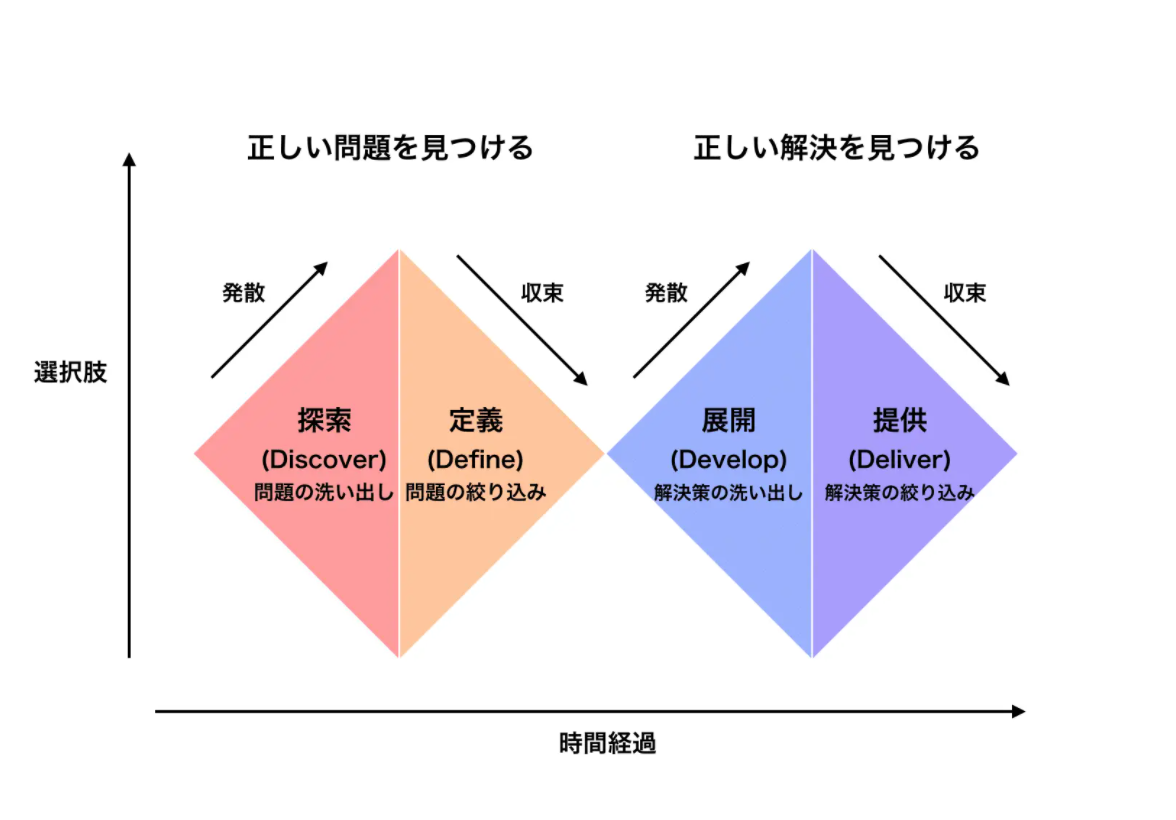 正しい問題を見つける
正しい解決を見つける
発散
収束
発散
収束
選択肢
探索
(Discover)
問題の洗い出し
定義
(Define)
問題の絞り込み
展開
(Develop)
解決策の洗い出し
提供
(Deliver)
解決策の絞り込み
時間経過